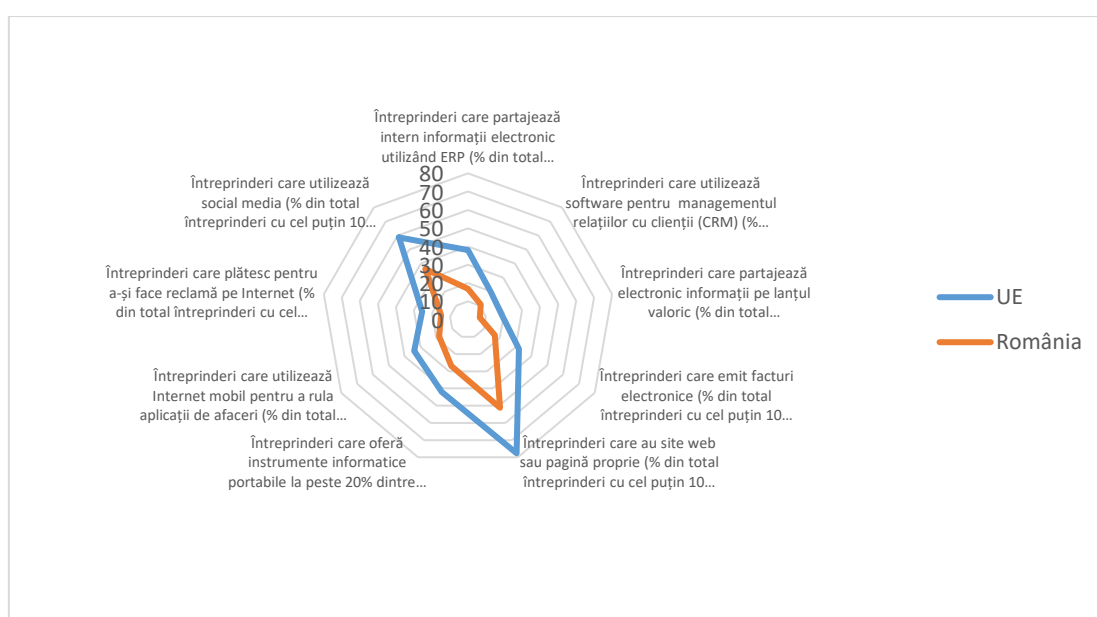 Întreprinderi care partajează
intern informații electronic
utilizând ERP (% din total...
Întreprinderi care utilizează
software pentru  managementul
relațiilor cu clienții (CRM) (%...
Întreprinderi care partajează
electronic informații pe lanțul
valoric (% din total...
Întreprinderi care emit facturi
electronice (% din total
întreprinderi cu cel puțin 10...
Întreprinderi care au site web
sau pagină proprie (% din total
întreprinderi cu cel puțin 10...
Întreprinderi care oferă
instrumente informatice
portabile la peste 20% dintre...
Întreprinderi care utilizează
Internet mobil pentru a rula
aplicații de afaceri (% din total...
Întreprinderi care plătesc pentru
a-și face reclamă pe Internet (%
din total întreprinderi cu cel...
Întreprinderi care utilizează
social media (% din total
întreprinderi cu cel puțin 10...
80
70
60
50
40
30
20
10
0
UE
România